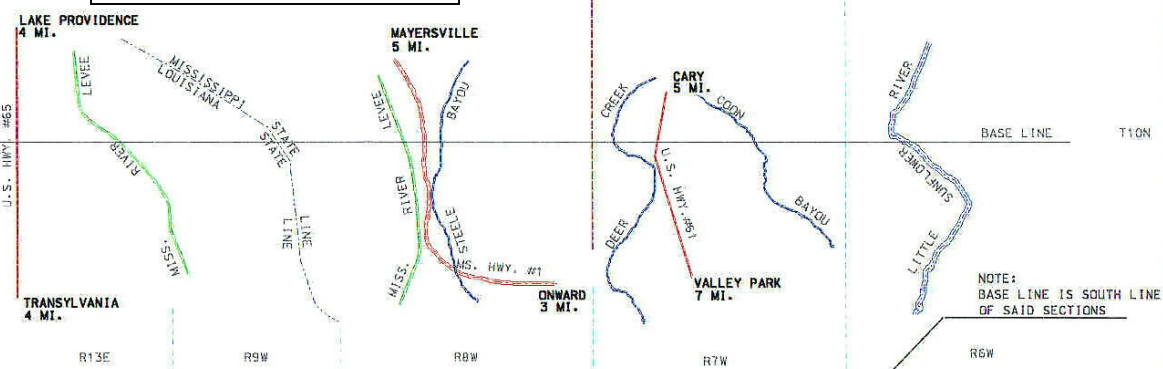 LAKE PROVIDENCE
4 MI.
LEVEE
RIVER
MISS.
U.S. HWY. #65
TRANSYLVANIA
4 MI.
MISSISSIPPI
LOUISIANA
STATE
STATE
LINE
LINE
MAYERSVILLE
5 MI.
LEVEE
RIVER
MISS.
BAYOU
STEELE
MS. HWY. #1
ONWARD
3 MI.
CREEK
DEER
CARY
5 MI.
U.S. HWY. #61
VALLEY PARK
7 MI.
COON
BAYOU
RIVER
SUNFLOWER
LITTLE
BASE LINE
T10N
NOTE:
BASE LINE IS SOUTH LINE
OF SAID SECTIONS
R13E
R9W
R8W
R7W
R6W